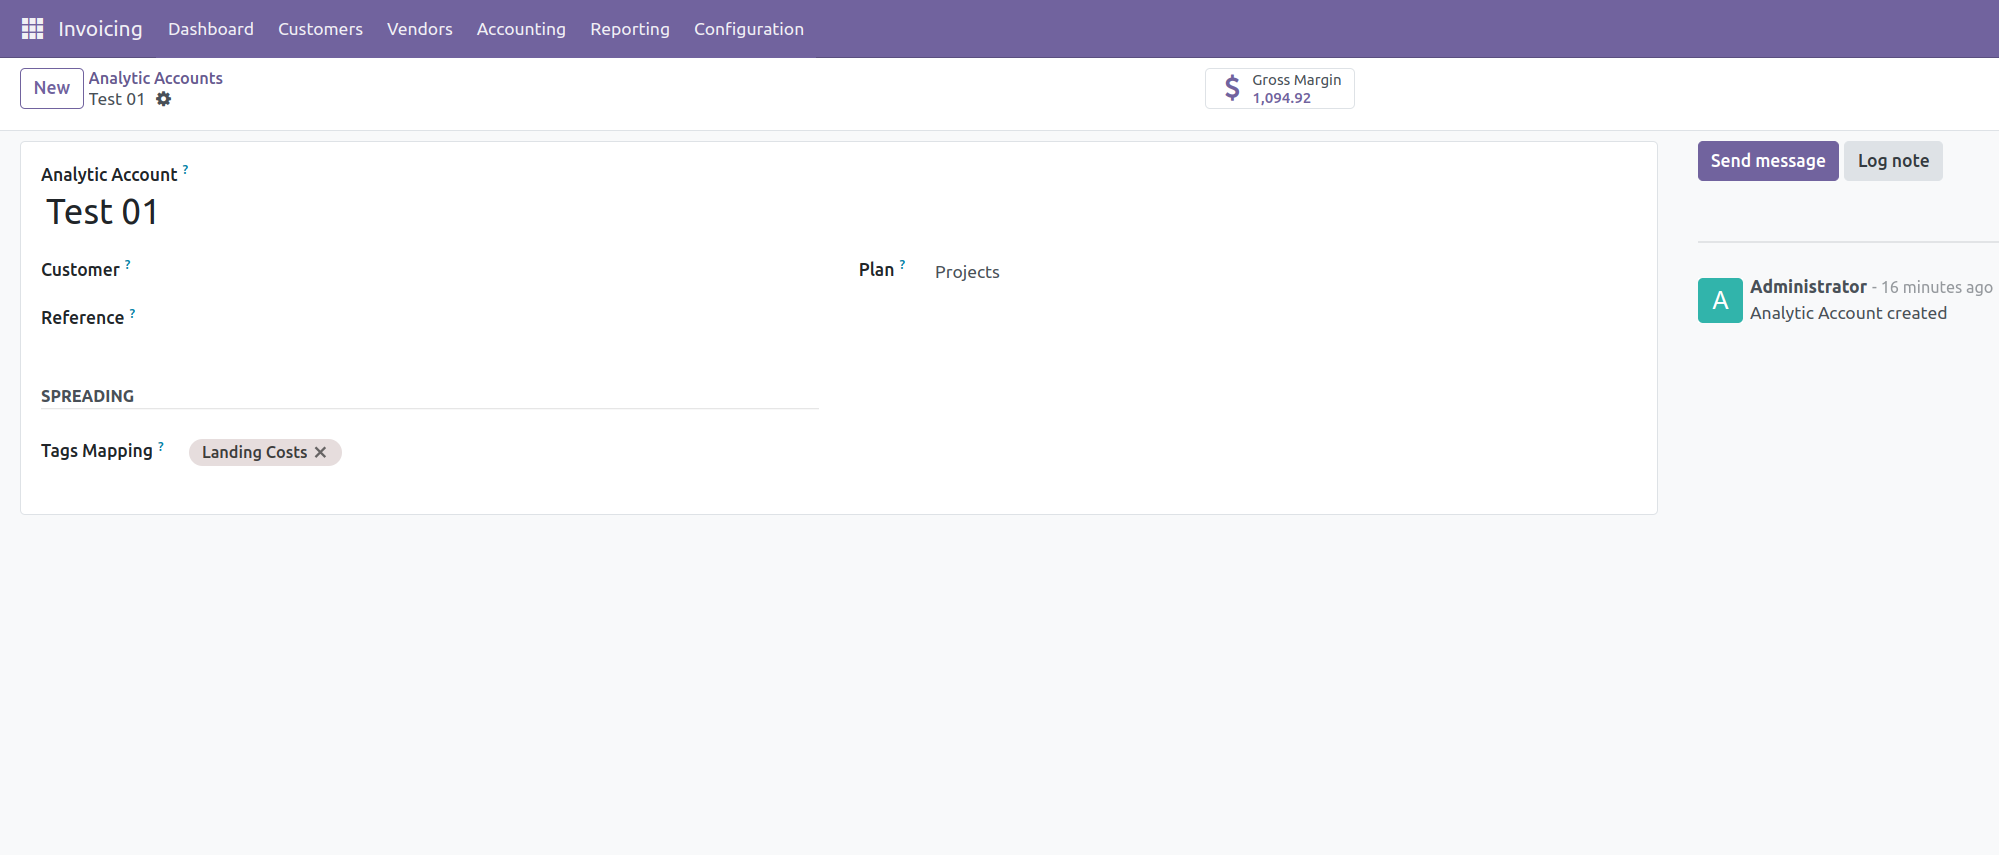 Invoicing Dashboard Customers Vendors Accounting Reporting Configuration
New
Analytic Accounts
Test 01
$ Gross Margin
1,094.92
Analytic Account ?
Test 01
Customer ?
Plan ? Projects
Reference ?
SPREADING
Tags Mapping ? Landing Costs ✕
Send message Log note
A
Administrator - 16 minutes ago
Analytic Account created